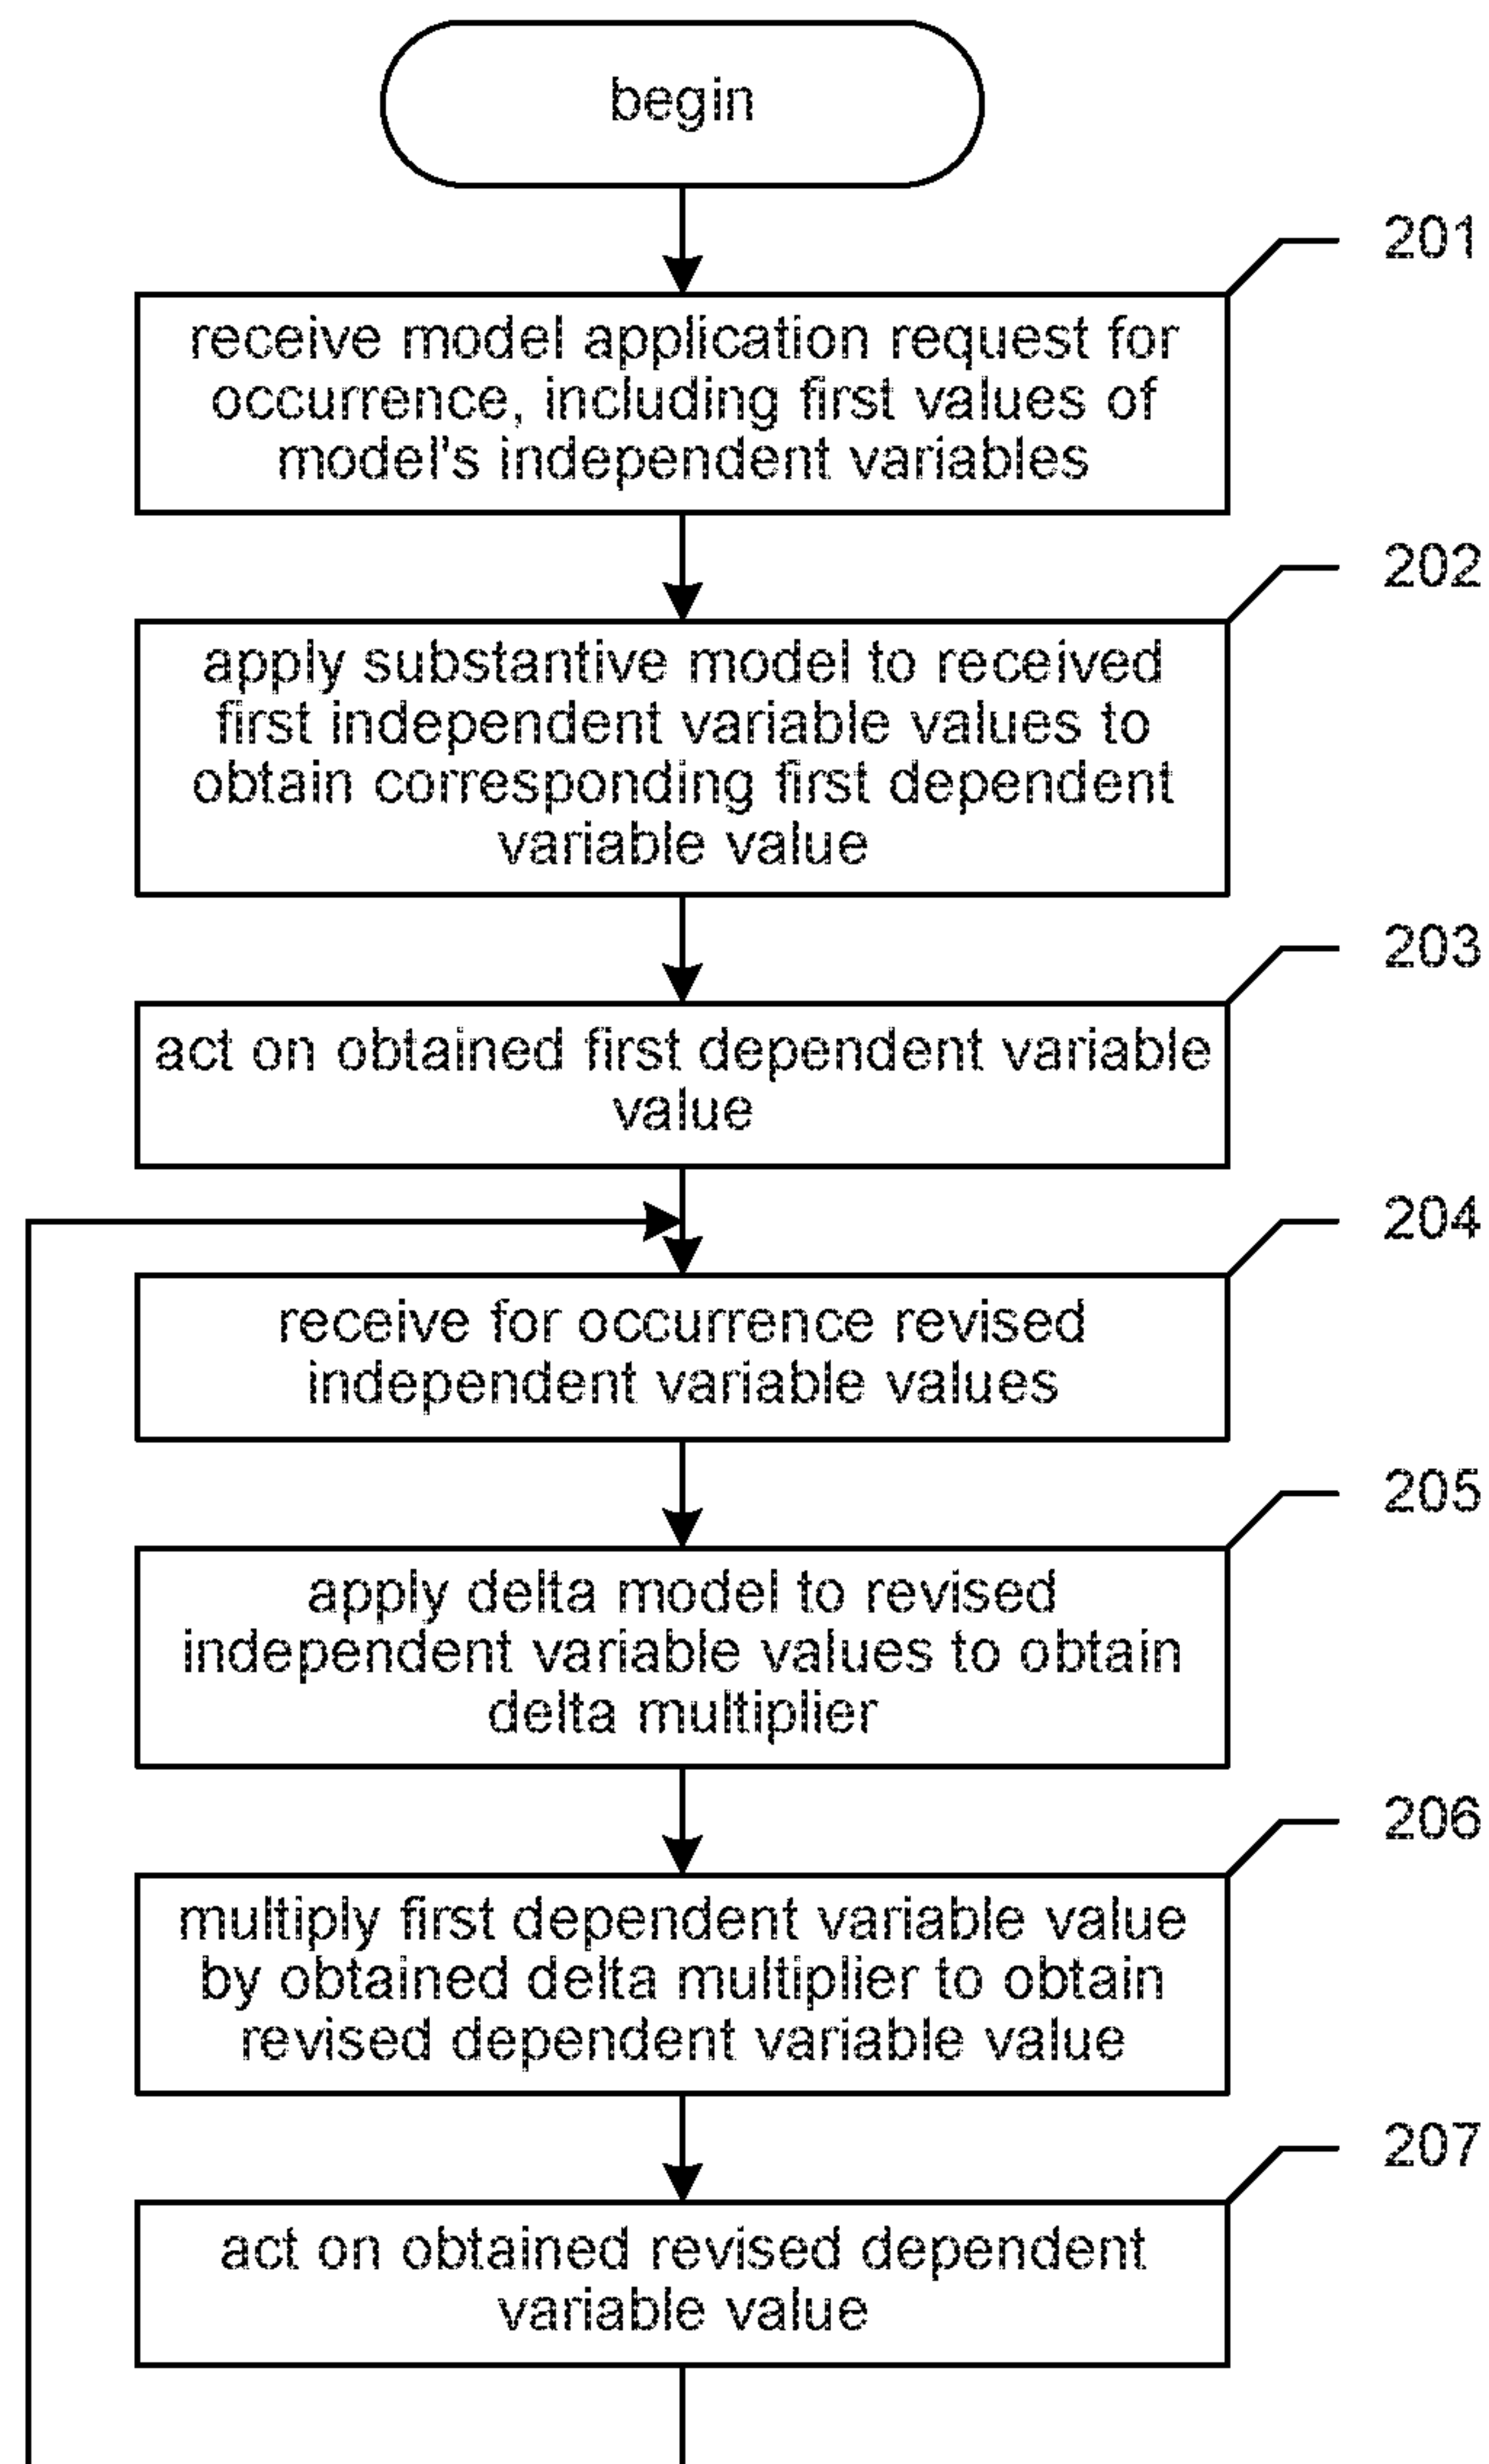 begin
201
receive model application request for
occurrence, including first values of
model's independent variables
202
apply substantive model to received
first independent variable values to
obtain corresponding first dependent
variable value
203
act on obtained first dependent variable
value
204
receive for occurrence revised
independent variable values
205
apply delta model to revised
independent variable values to obtain
delta multiplier
206
multiply first dependent variable value
by obtained delta multiplier to obtain
revised dependent variable value
207
act on obtained revised dependent
variable value